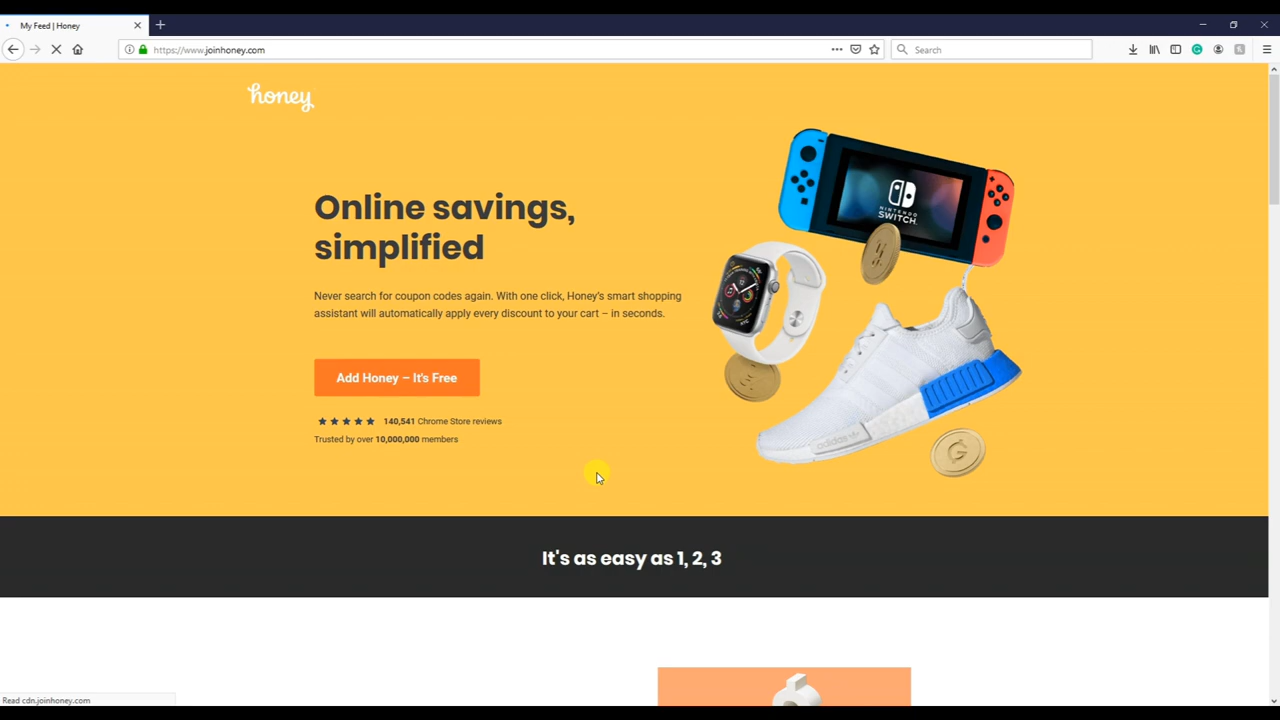 My Feed | Honey
https://www.joinhoney.com
Search
honey
Online savings,
simplified
Never search for coupon codes again. With one click, Honey's smart shopping
assistant will automatically apply every discount to your cart – in seconds.
Add Honey – It's Free
140,541 Chrome Store reviews
Trusted by over 10,000,000 members
NINTENDO
SWITCH
adidas
It's as easy as 1, 2, 3
Read cdn.joinhoney.com